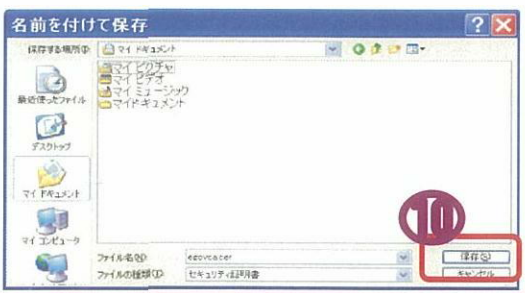 名前を付けて保存
保存する場所(I)
マイ ドキュメント
マイ ピクチャ
マイ ビデオ
マイ ミュージック
マイドキュメント
最近使ったファイル
デスクトップ
マイ ドキュメント
マイ コンピュータ
10
ファイル名(N)
egovca.cer
保存(S)
ファイルの種類(T)
セキュリティ証明書
キャンセル